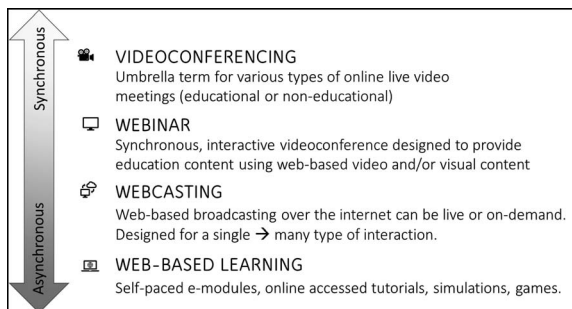 Synchronous
Asynchronous
VIDEOCONFERENCING
Umbrella term for various types of online live video
meetings (educational or non-educational)
WEBINAR
Synchronous, interactive videoconference designed to provide
education content using web-based video and/or visual content
WEBCASTING
Web-based broadcasting over the internet can be live or on-demand.
Designed for a single → many type of interaction.
WEB-BASED LEARNING
Self-paced e-modules, online accessed tutorials, simulations, games.